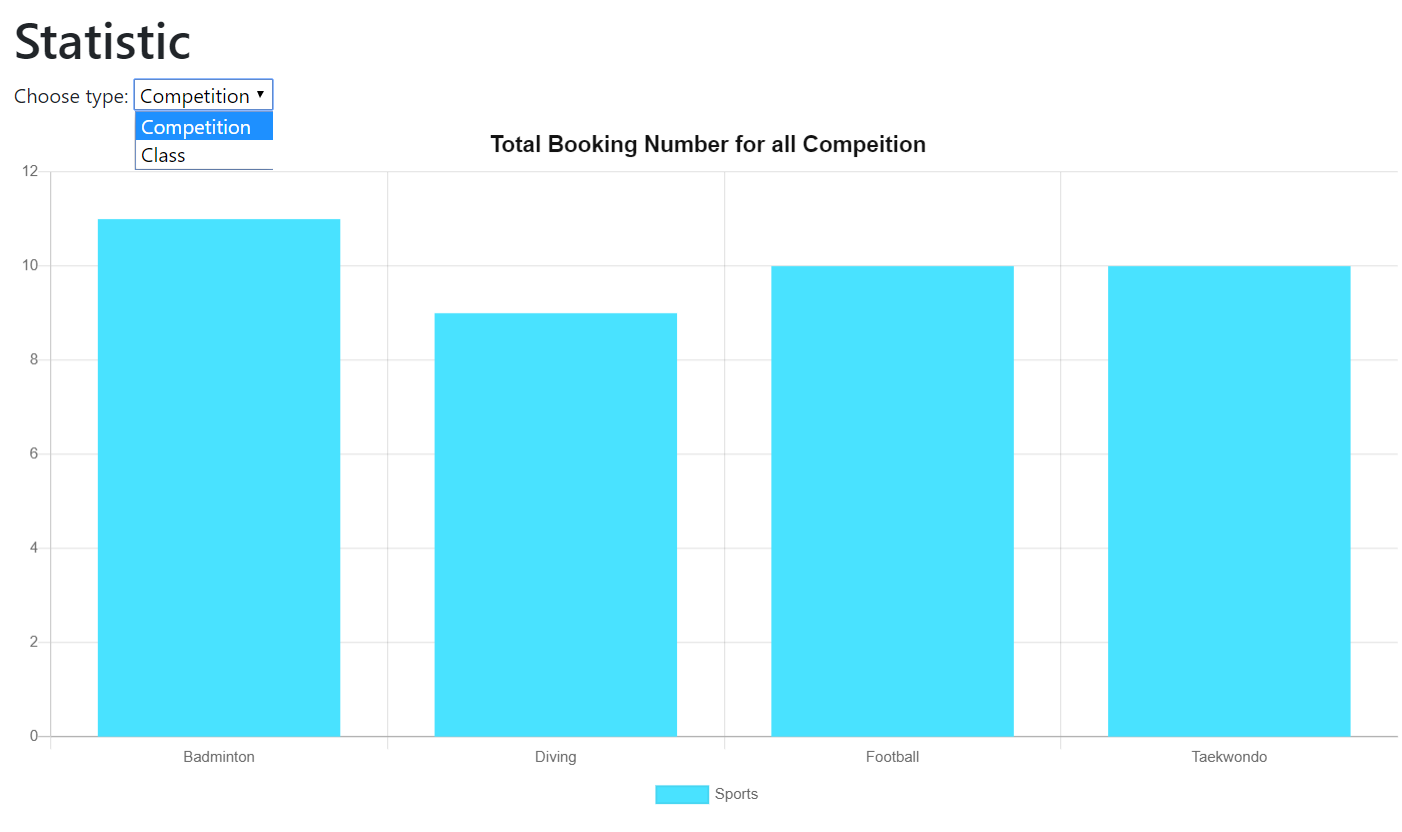 Statistic
Choose type: Competition
Competition
Class
Total Booking Number for all Compeition
12
10
8
6
4
2
0
Badminton Diving Football Taekwondo
Sports